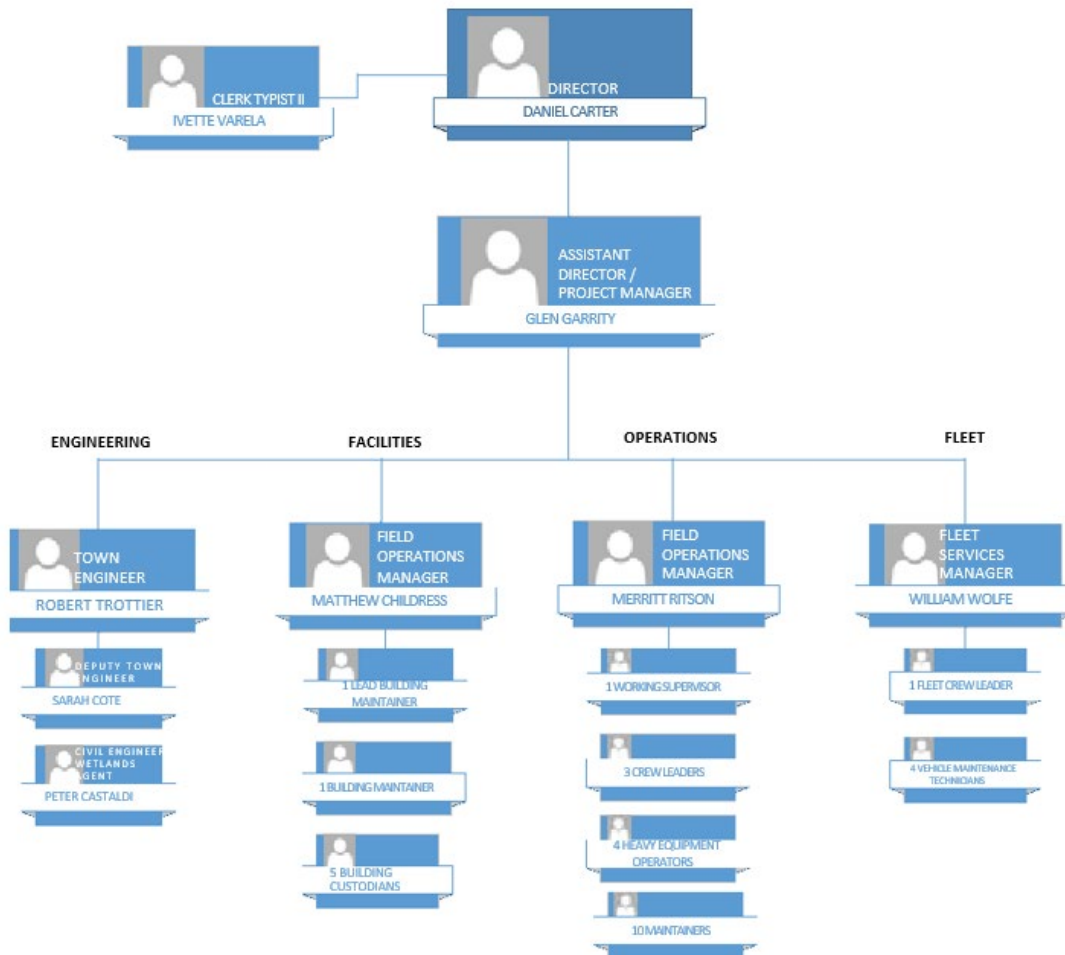 CLERK TYPIST II
IVETTE VARELA
DIRECTOR
DANIEL CARTER
ASSISTANT
DIRECTOR /
PROJECT MANAGER
GLEN GARRITY
ENGINEERING
FACILITIES
OPERATIONS
FLEET
TOWN
ENGINEER
ROBERT TROTTIER
DEPUTY TOWN
ENGINEER
SARAH COTE
CIVIL ENGINEER
WETLANDS
AGENT
PETER CASTALDI
FIELD
OPERATIONS
MANAGER
MATTHEW CHILDRESS
1 LEAD BUILDING
MAINTAINER
1 BUILDING MAINTAINER
5 BUILDING
CUSTODIANS
FIELD
OPERATIONS
MANAGER
MERRITT RITSON
1 WORKING SUPERVISOR
3 CREW LEADERS
4 HEAVY EQUIPMENT
OPERATORS
10 MAINTAINERS
FLEET
SERVICES
MANAGER
WILLIAM WOLFE
1 FLEET CREW LEADER
4 VEHICLE MAINTENANCE
TECHNICIANS